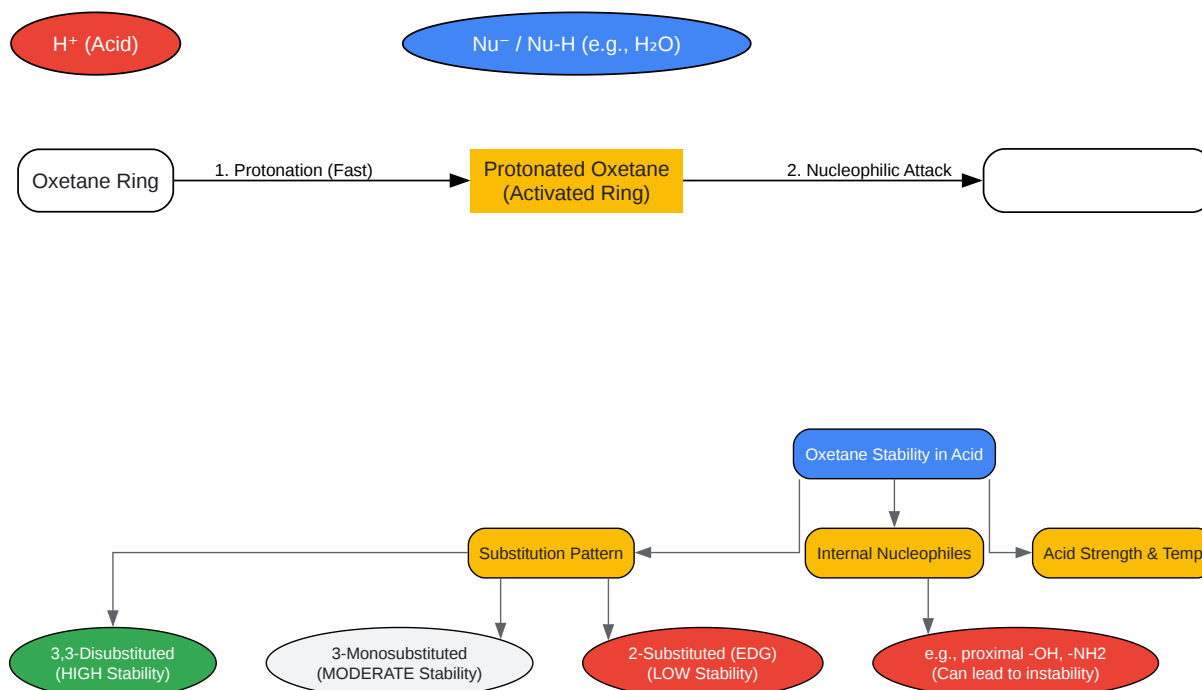 H⁺ (Acid)
Nu⁻ / Nu-H (e.g., H₂O)
Oxetane Ring
1. Protonation (Fast)
Protonated Oxetane
(Activated Ring)
2. Nucleophilic Attack
Oxetane Stability in Acid
Substitution Pattern
Internal Nucleophiles
Acid Strength & Temp
3,3-Disubstituted
(HIGH Stability)
3-Monosubstituted
(MODERATE Stability)
2-Substituted (EDG)
(LOW Stability)
e.g., proximal -OH, -NH2
(Can lead to instability)